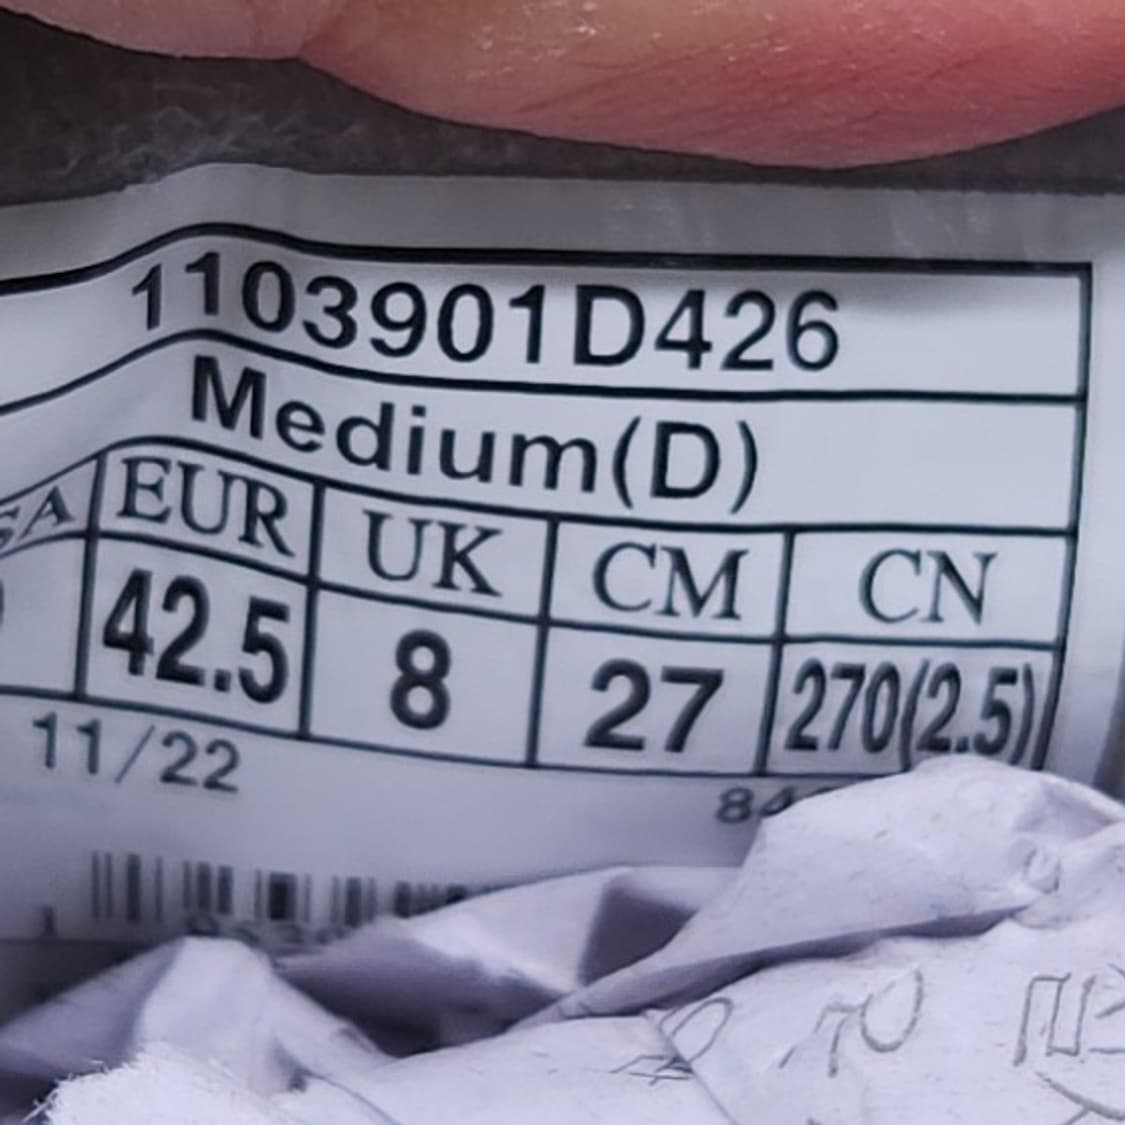 1103901D426
Medium(D)
EUR UK CM CN
42.5 8 27 270(2.5)
11/22